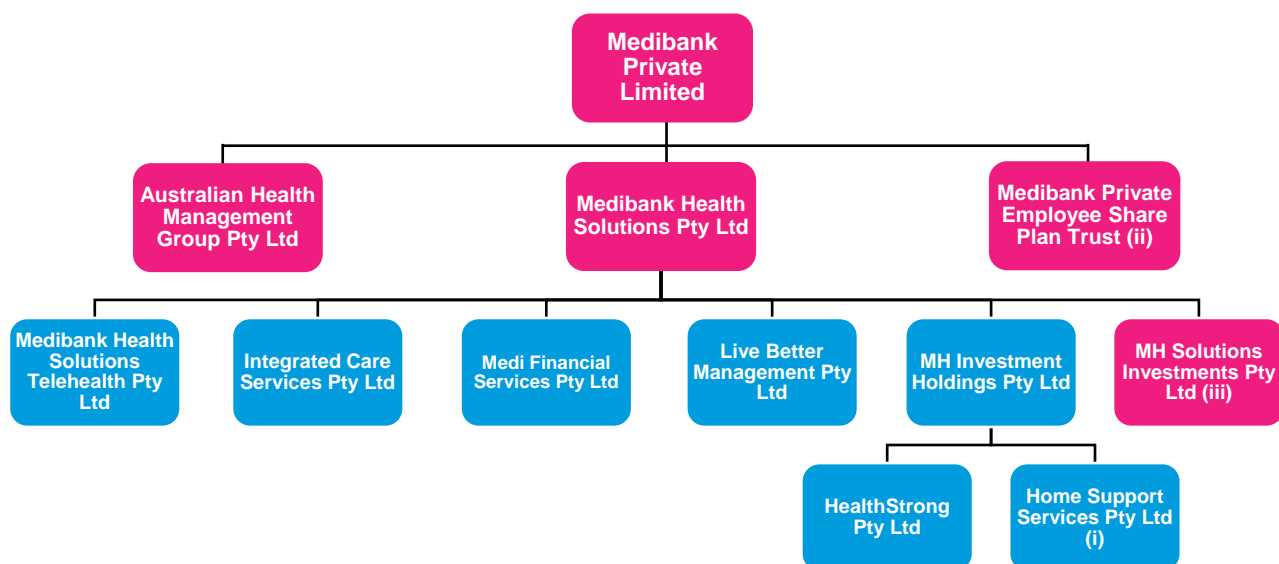 Medibank
Private
Limited
Australian Health
Management
Group Pty Ltd
Medibank Health
Solutions Pty Ltd
Medibank Private
Employee Share
Plan Trust (ii)
Medibank Health
Solutions
Telehealth Pty
Ltd
Integrated Care
Services Pty Ltd
Medi Financial
Services Pty Ltd
Live Better
Management Pty
Ltd
MH Investment
Holdings Pty Ltd
MH Solutions
Investments Pty
Ltd (iii)
HealthStrong
Pty Ltd
Home Support
Services Pty Ltd
(i)